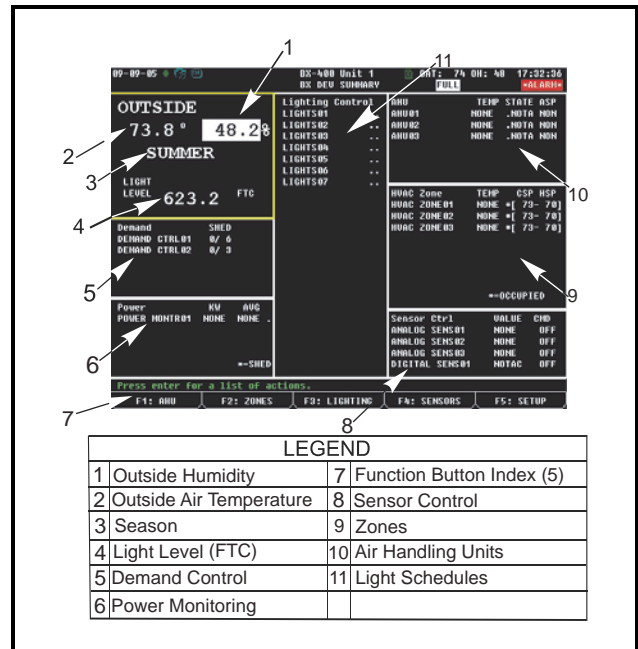 1
11
09-09-05
BX-400 Unit 1
OAT: 74 OH: 48 17:32:36
BX DEV SUMMARY
FULL
*ALARM*
OUTSIDE
73.8° 48.2%
SUMMER
LIGHT
LEVEL 623.2 FTC
2
3
4
Lighting Control
LIGHTS01
LIGHTS02 ..
LIGHTS03 ..
LIGHTS04 ..
LIGHTS05 ..
LIGHTS06 ..
LIGHTS07 ..
AHU TEMP STATE ASP
AHU01 NONE .NOTA NON
AHU02 NONE .NOTA NON
AHU03 NONE .NOTA NON
10
HVAC Zone TEMP CSP HSP
HVAC ZONE01 NONE *[ 73- 70]
HVAC ZONE02 NONE *[ 73- 70]
HVAC ZONE03 NONE *[ 73- 70]
*-OCCUPIED
9
Demand SHED
DEMAND CTRL01 0/ 6
DEMAND CTRL02 0/ 3
5
Power KW AVG
POWER MONTR01 NONE NONE .
*-SHED
6
Sensor Ctrl VALUE CMD
ANALOG SENS01 NONE OFF
ANALOG SENS02 NONE OFF
ANALOG SENS03 NONE OFF
DIGITAL SENS01 NOTAC OFF
Press enter for a list of actions.
F1: AHU F2: ZONES F3: LIGHTING F4: SENSORS F5: SETUP
7
8
LEGEND
1 Outside Humidity 7 Function Button Index (5)
2 Outside Air Temperature 8 Sensor Control
3 Season 9 Zones
4 Light Level (FTC) 10 Air Handling Units
5 Demand Control 11 Light Schedules
6 Power Monitoring